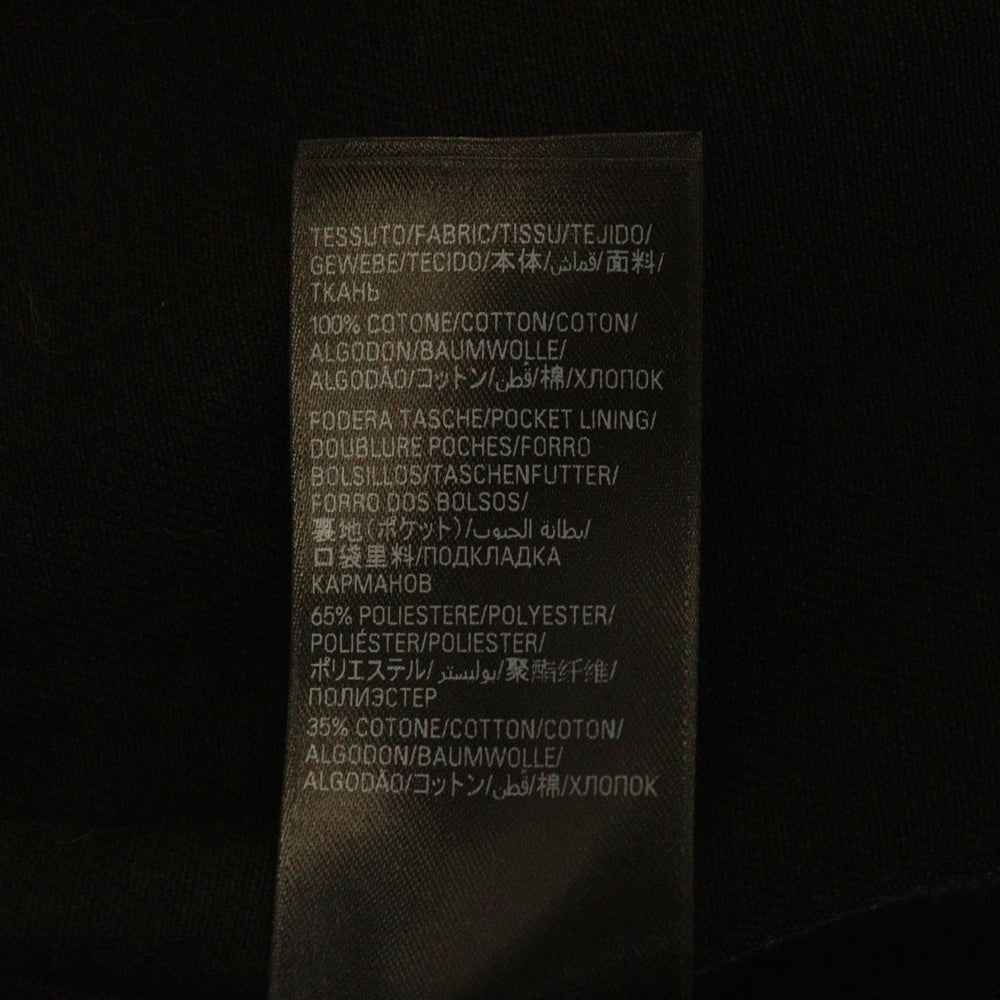 TESSUTO/FABRIC/TISSU/TEJIDO/
GEWEBE/TECIDO/本体/قماش/面料/
ТКАНЬ
100% COTONE/COTTON/COTON/
ALGODON/BAUMWOLLE/
ALGODÃO/コットン/قُطن/棉/ХЛОПОК
FODERA TASCHE/POCKET LINING/
DOUBLURE POCHES/FORRO
BOLSILLOS/TASCHENFUTTER/
FORRO DOS BOLSOS/
裏地(ポケット)/بطانة الجيوب/
口袋里料/ПОДКЛАДКА
КАРМАНОВ
65% POLIESTERE/POLYESTER/
POLIÉSTER/POLIESTER/
ポリエステル/بوليستر/聚酯纤维/
ПОЛИЭСТЕР
35% COTONE/COTTON/COTON/
ALGODON/BAUMWOLLE/
ALGODÃO/コットン/قُطن/棉/ХЛОПОК